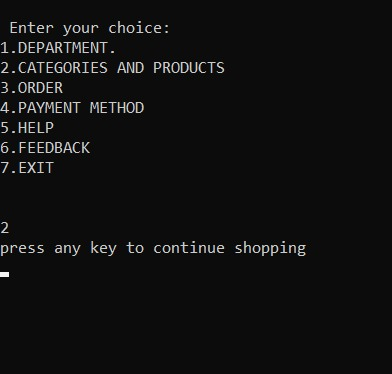 Enter your choice:
1.DEPARTMENT.
2.CATEGORIES AND PRODUCTS
3.ORDER
4.PAYMENT METHOD
5.HELP
6.FEEDBACK
7.EXIT
2
press any key to continue shopping